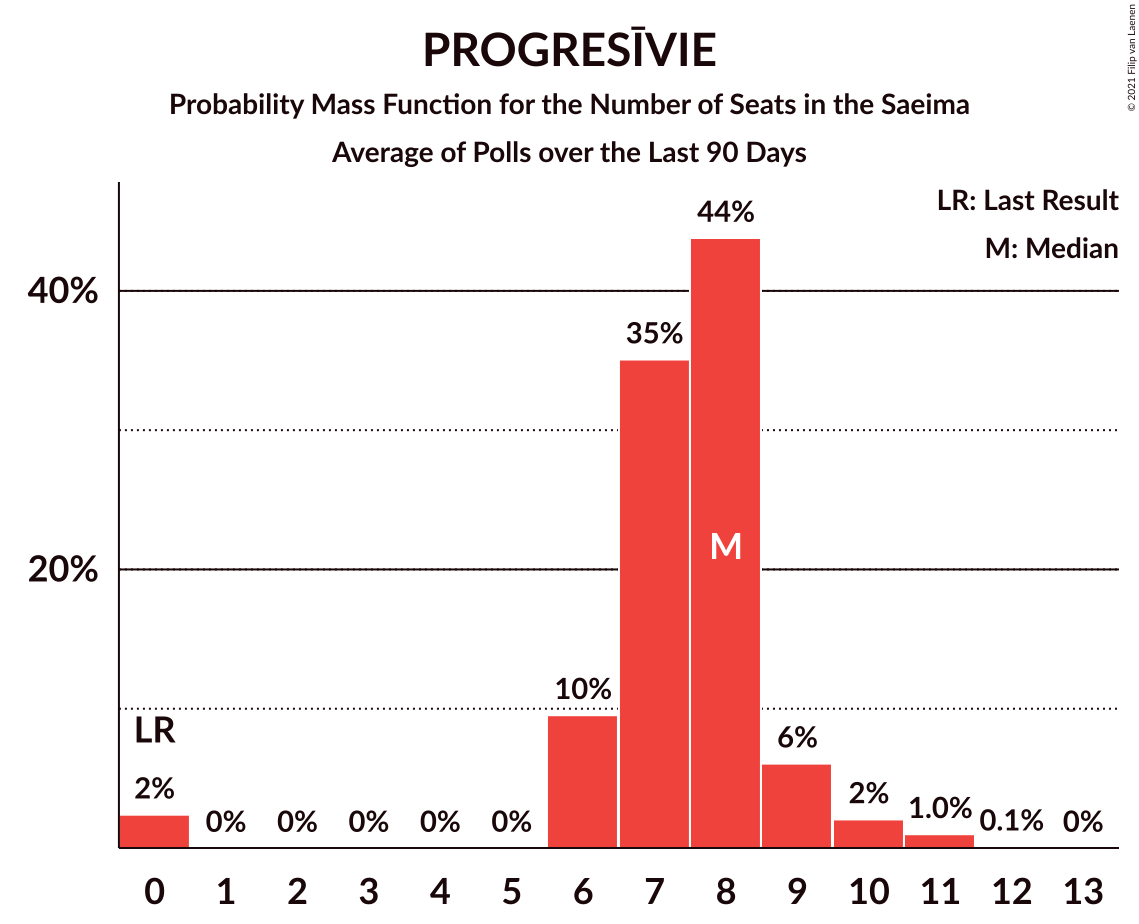 PROGRESĪVIE
Probability Mass Function for the Number of Seats in the Saeima
Average of Polls over the Last 90 Days
© 2021 Filip van Laenen
LR: Last Result
M: Median
40%
20%
LR
2%
0%
0%
0%
0%
0%
10%
35%
44%
M
6%
2%
1.0%
0.1%
0%
0 1 2 3 4 5 6 7 8 9 10 11 12 13